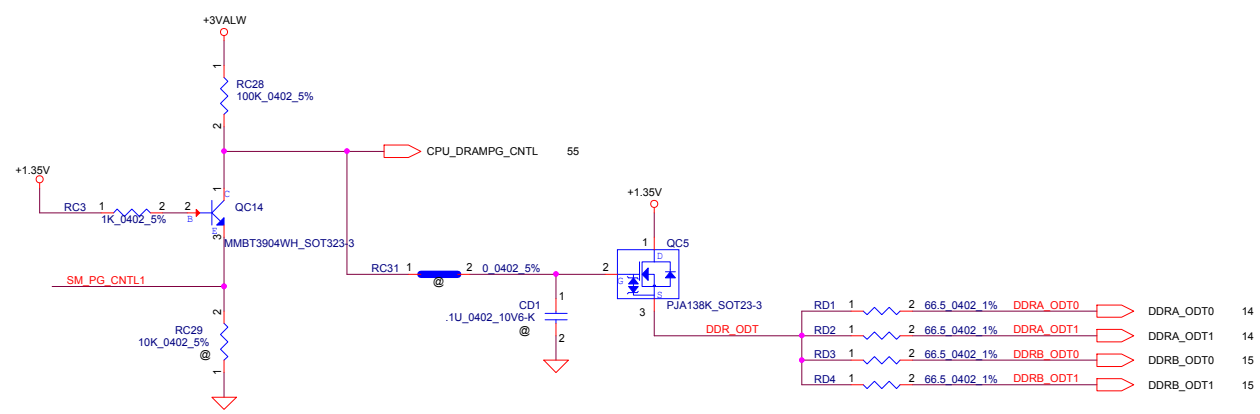 +3VALW
1
RC28
100K_0402_5%
2
CPU_DRAMPG_CNTL 55
+1.35V
RC3 1 2 2 B
1K_0402_5%
1 C
QC14
E
3 MMBT3904WH_SOT323-3
SM_PG_CNTL1
2
RC29
10K_0402_5%
@
1
RC31 1 2 0_0402_5%
@
1
CD1
.1U_0402_10V6-K
@
2
+1.35V
1 QC5
D
2 G
S
PJA138K_SOT23-3
3
DDR_ODT
RD1 1 2 66.5_0402_1% DDRA_ODT0 DDRA_ODT0 14
RD2 1 2 66.5_0402_1% DDRA_ODT1 DDRA_ODT1 14
RD3 1 2 66.5_0402_1% DDRB_ODT0 DDRB_ODT0 15
RD4 1 2 66.5_0402_1% DDRB_ODT1 DDRB_ODT1 15